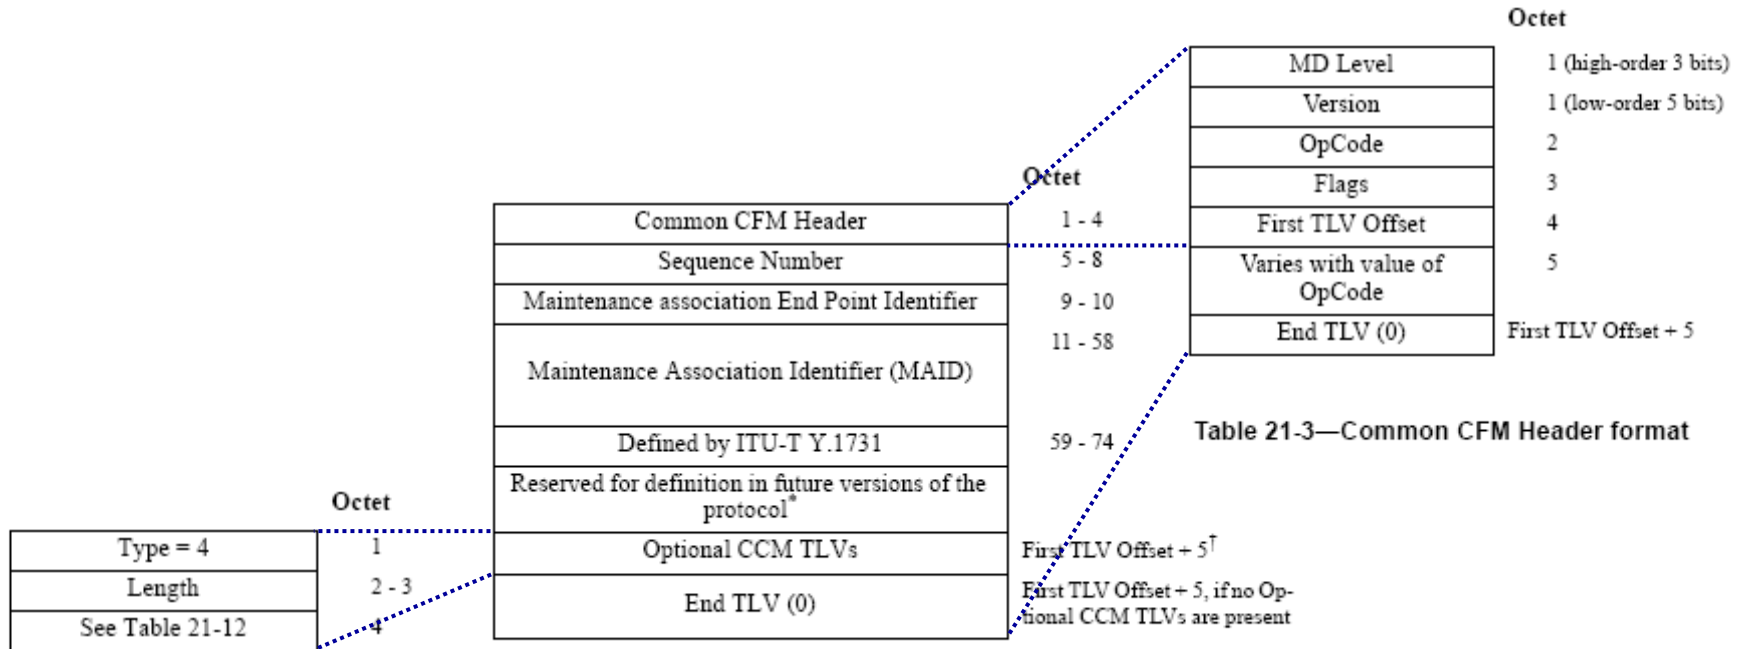 Octet
MD Level
1 (high-order 3 bits)
Version
1 (low-order 5 bits)
OpCode
2
Flags
3
First TLV Offset
4
Varies with value of
OpCode
5
End TLV (0)
First TLV Offset + 5
Table 21-3—Common CFM Header format
Octet
Common CFM Header
1 - 4
Sequence Number
5 - 8
Maintenance association End Point Identifier
9 - 10
Maintenance Association Identifier (MAID)
11 - 58
Defined by ITU-T Y.1731
59 - 74
Reserved for definition in future versions of the
protocol*
Optional CCM TLVs
First TLV Offset + 5†
End TLV (0)
First TLV Offset + 5, if no Op-
tional CCM TLVs are present
Octet
Type = 4
1
Length
2 - 3
See Table 21-12
4